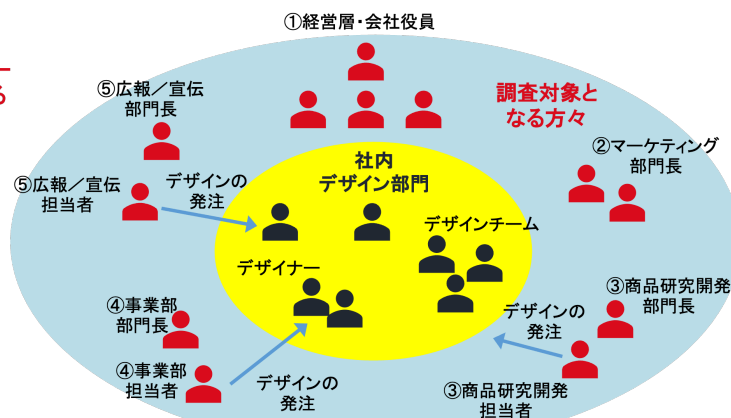 ①経営層・会社役員
調査対象と
なる方々
⑤広報／宣伝
部門長
②マーケティング
部門長
社内
デザイン部門
⑤広報／宣伝
担当者
デザインの
発注
デザインチーム
デザイナー
③商品研究開発
部門長
④事業部
部門長
デザインの
発注
④事業部
担当者
デザインの
発注
③商品研究開発
担当者